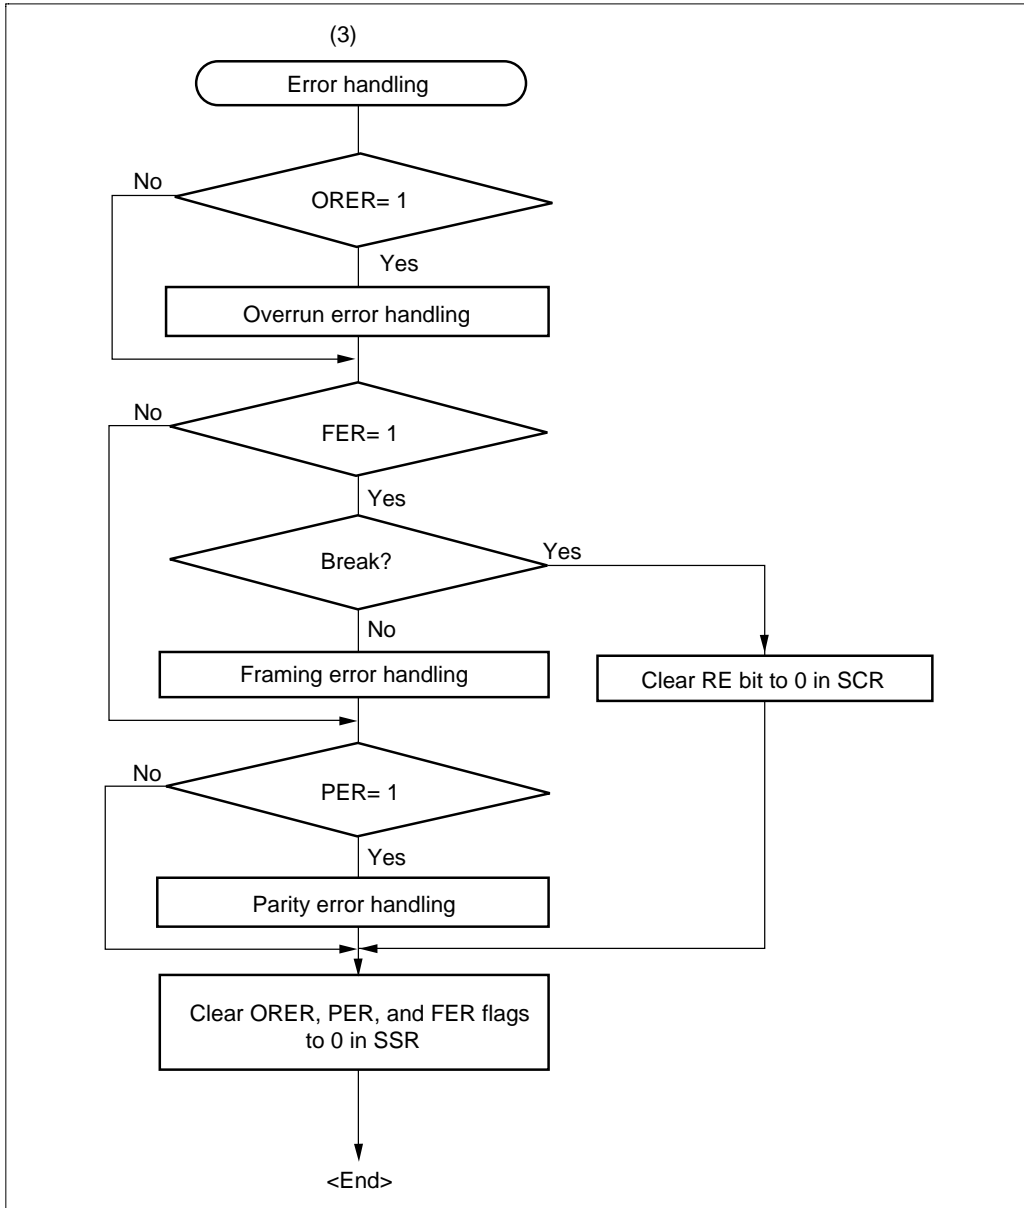 (3)
Error handling
No
ORER= 1
Yes
Overrun error handling
No
FER= 1
Yes
Break?
Yes
No
Framing error handling
Clear RE bit to 0 in SCR
No
PER= 1
Yes
Parity error handling
Clear ORER, PER, and FER flags
to 0 in SSR
<End>